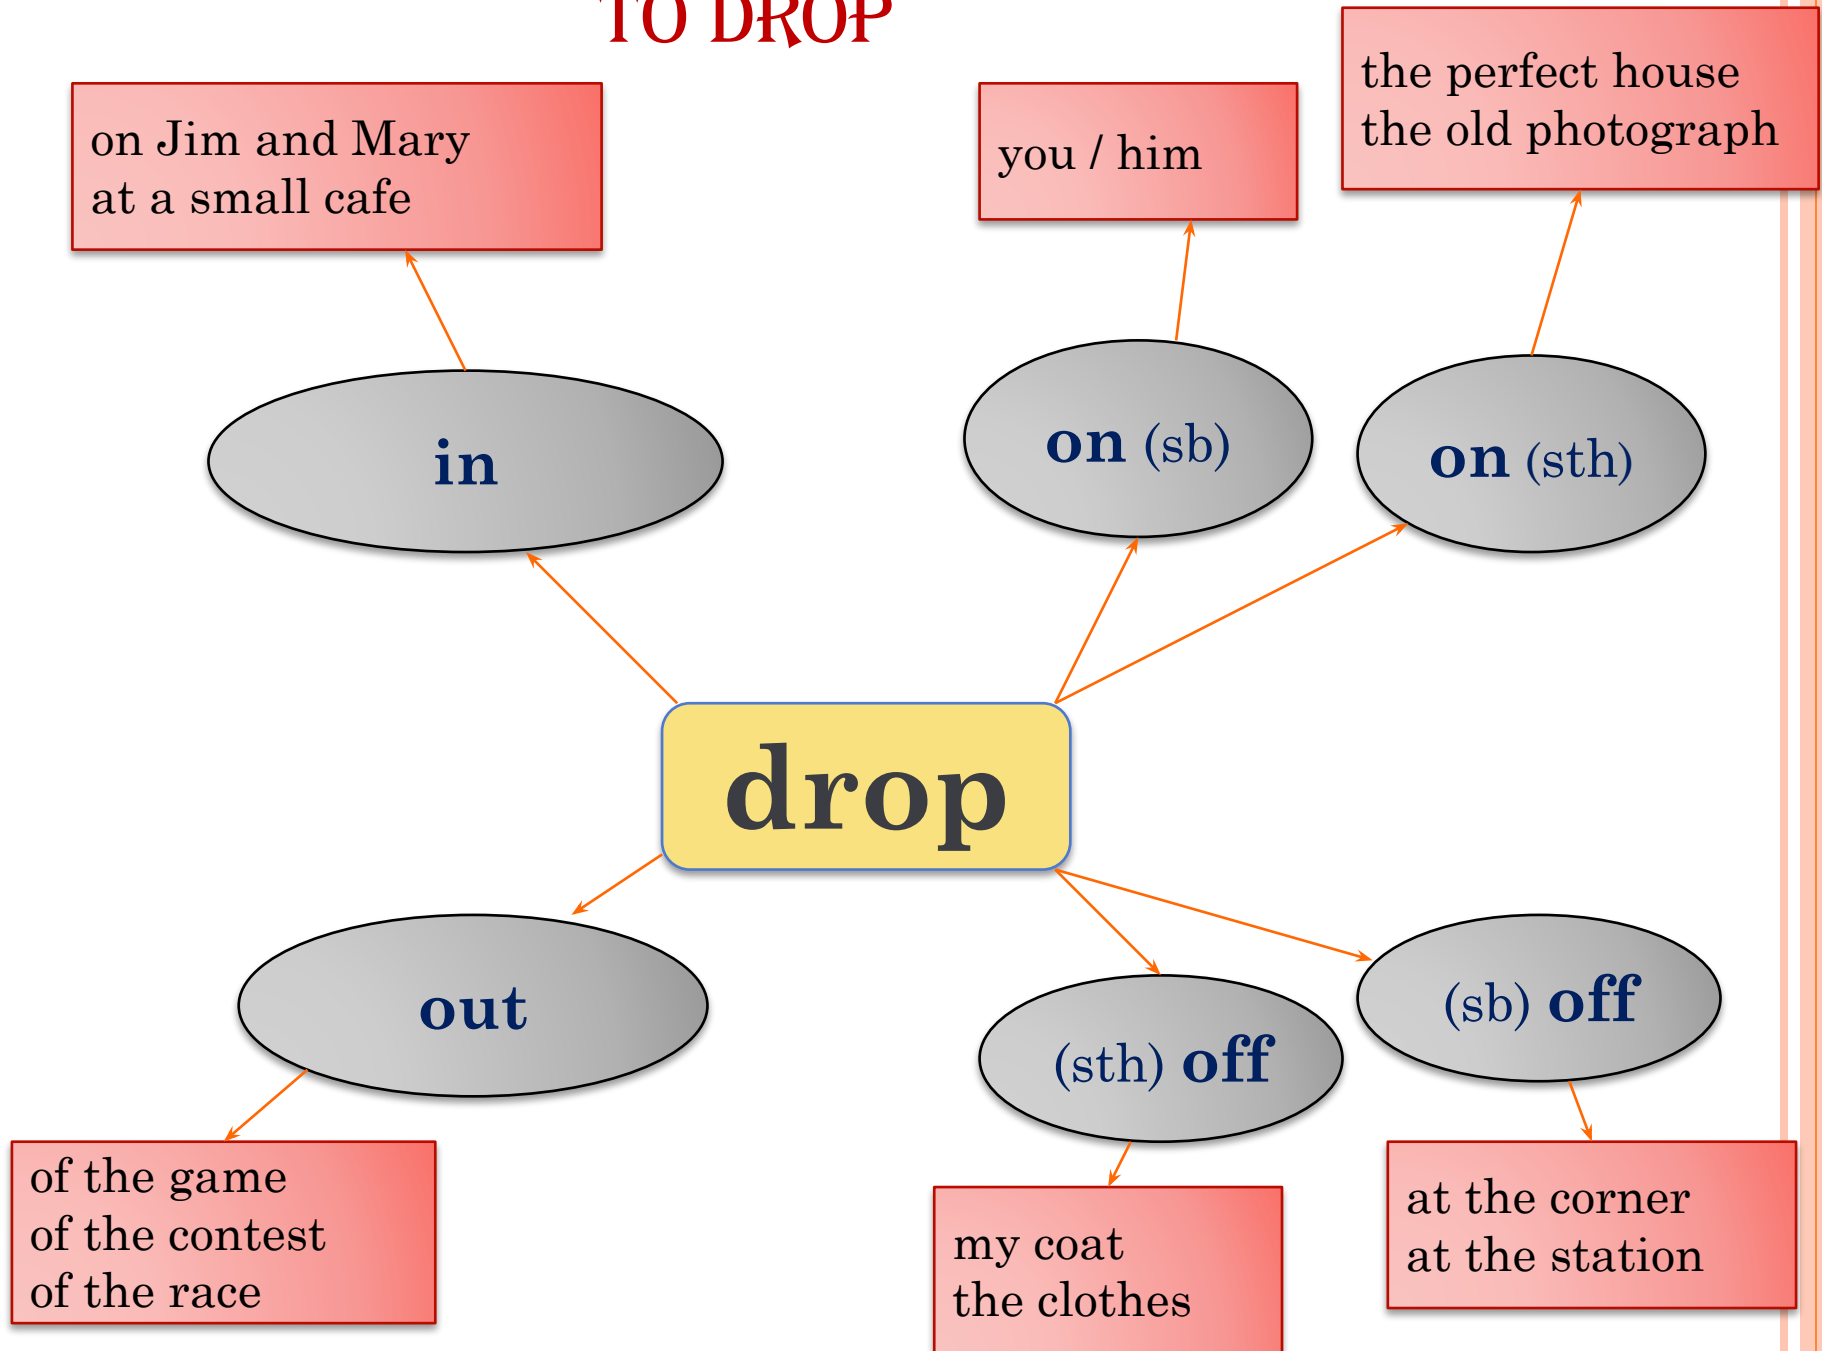 TO DROP
on Jim and Mary
at a small cafe
you / him
the perfect house
the old photograph
in
on (sb)
on (sth)
drop
out
(sth) off
(sb) off
of the game
of the contest
of the race
my coat
the clothes
at the corner
at the station